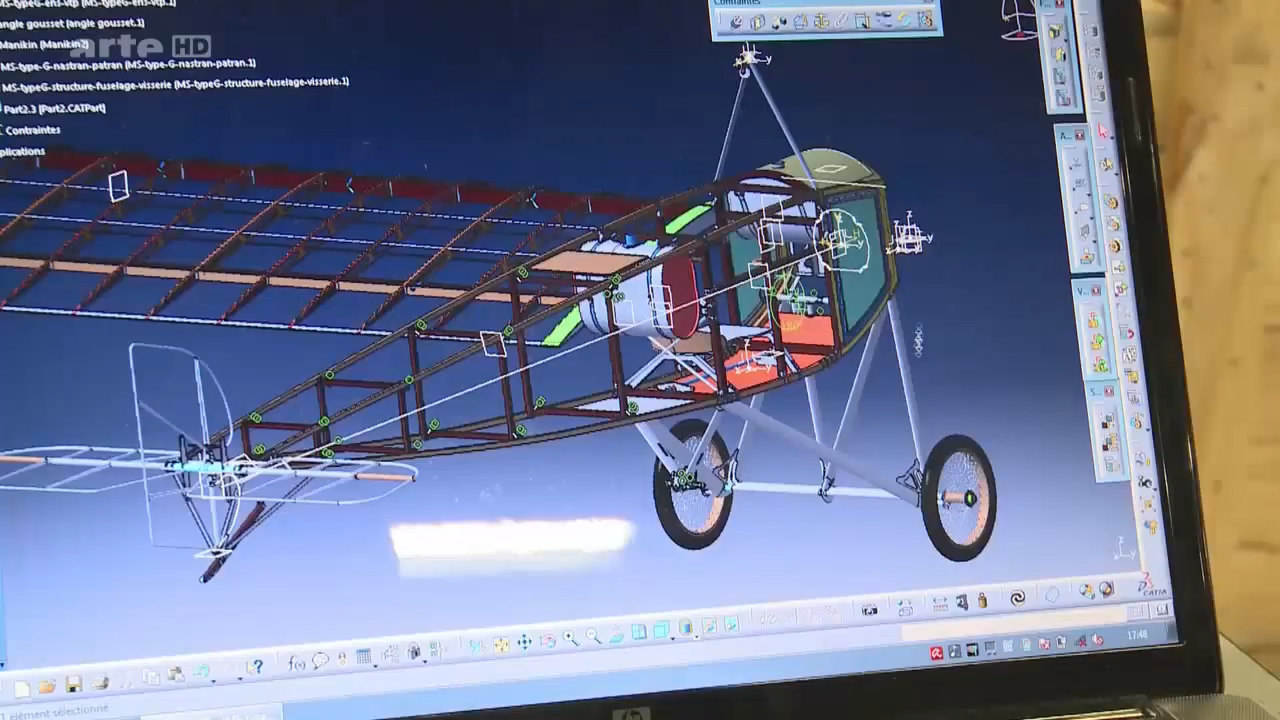 MS-typeG-ens-vtp (MS-typeG-ens-vtp.1)
angle gousset (angle gousset.1)
Manikin (Manikin2)
arte HD
MS-type-G-nastran-patran (MS-type-G-nastran-patran.1)
MS-typeG-structure-fuselage-visserie (MS-typeG-structure-fuselage-visserie.1)
Part2.3 (Part2.CATPart)
Contraintes
plications
Contraintes
A...
V...
S...
CATIA
f(x)
17:48
1 élément sélectionné
hp